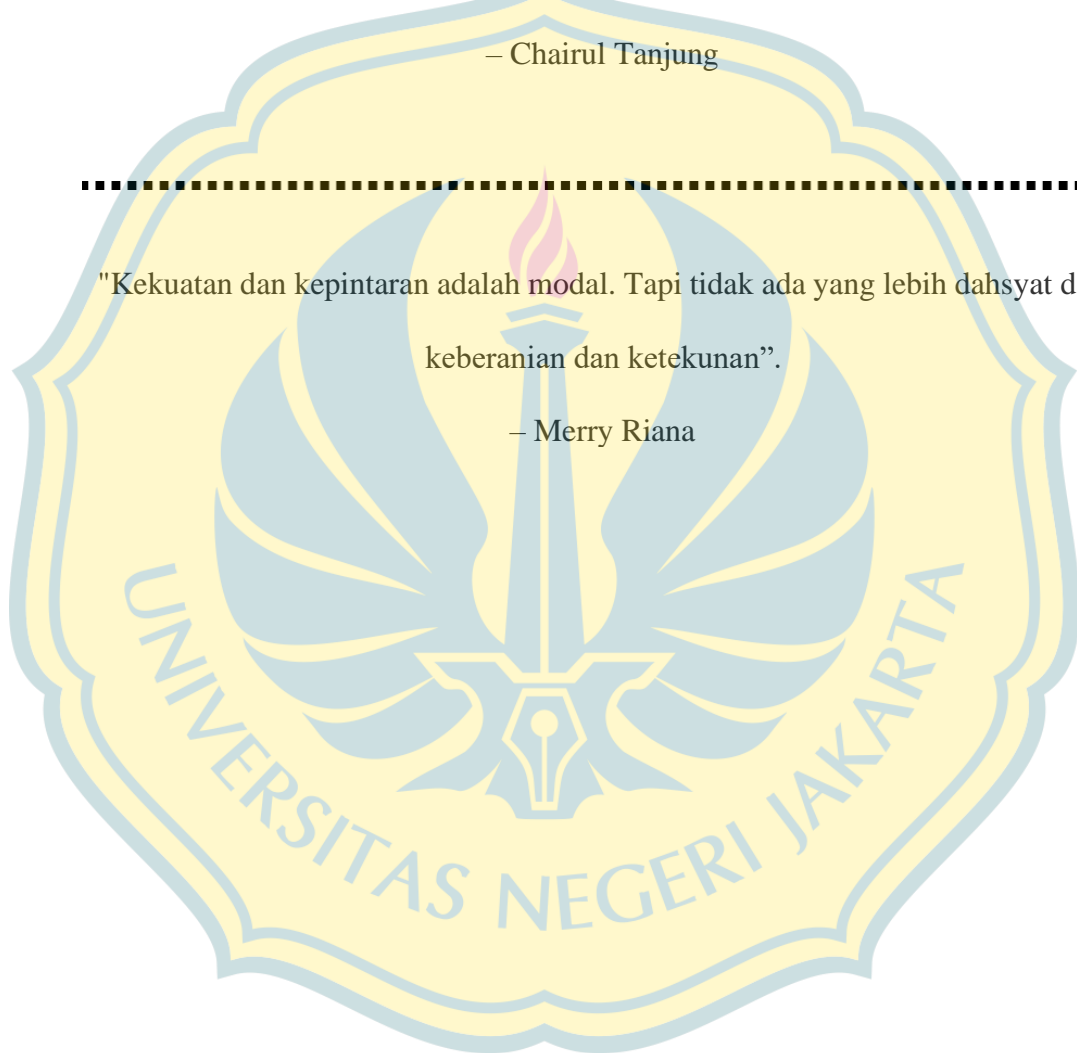 – Chairul Tanjung
"Kekuatan dan kepintaran adalah modal. Tapi tidak ada yang lebih dahsyat d
keberanian dan ketekunan”.
– Merry Riana
UNIVERSITAS NEGERI JAKARTA